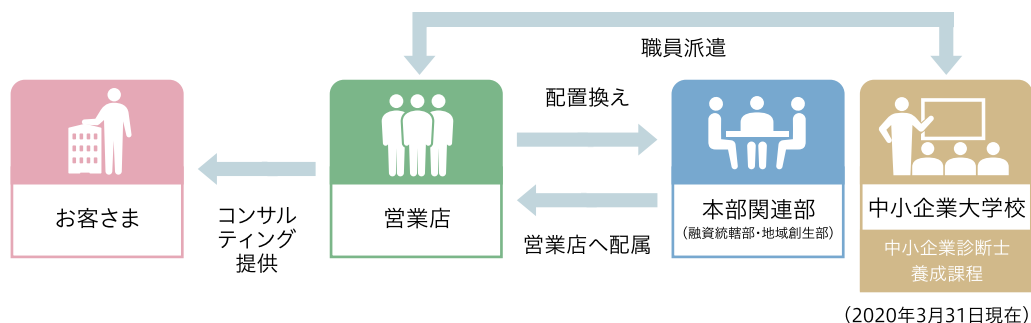 職員派遣
配置換え
お客さま
コンサル
ティング
提供
営業店
営業店へ配属
本部関連部
（融資統轄部・地域創生部）
中小企業大学校
中小企業診断士
養成課程
（2020年3月31日現在）